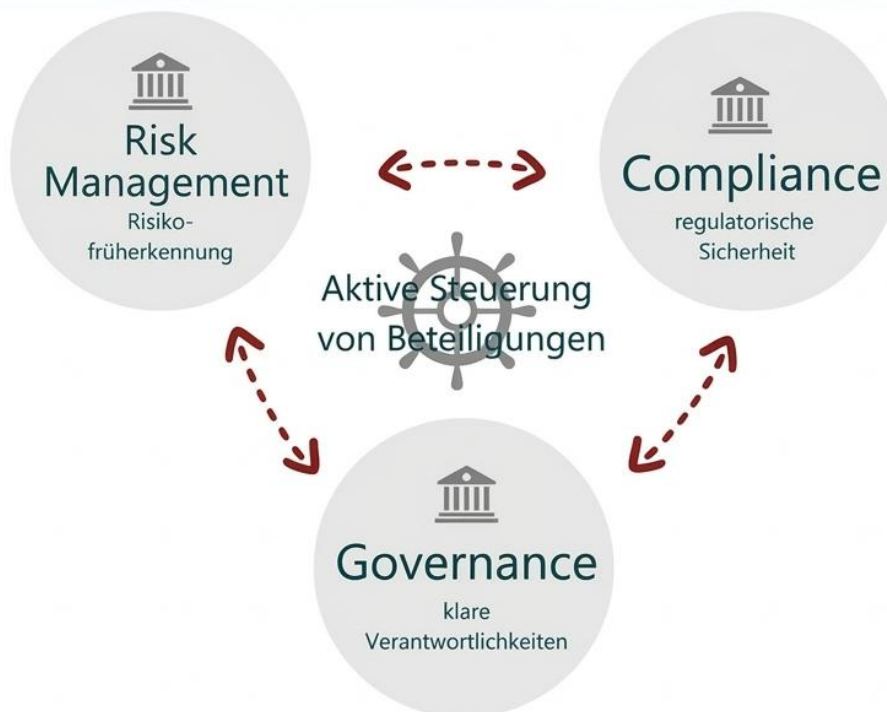 Risk
Management
Risiko-
früherkennung
Compliance
regulatorische
Sicherheit
Aktive Steuerung
von Beteiligungen
Governance
klare
Verantwortlichkeiten